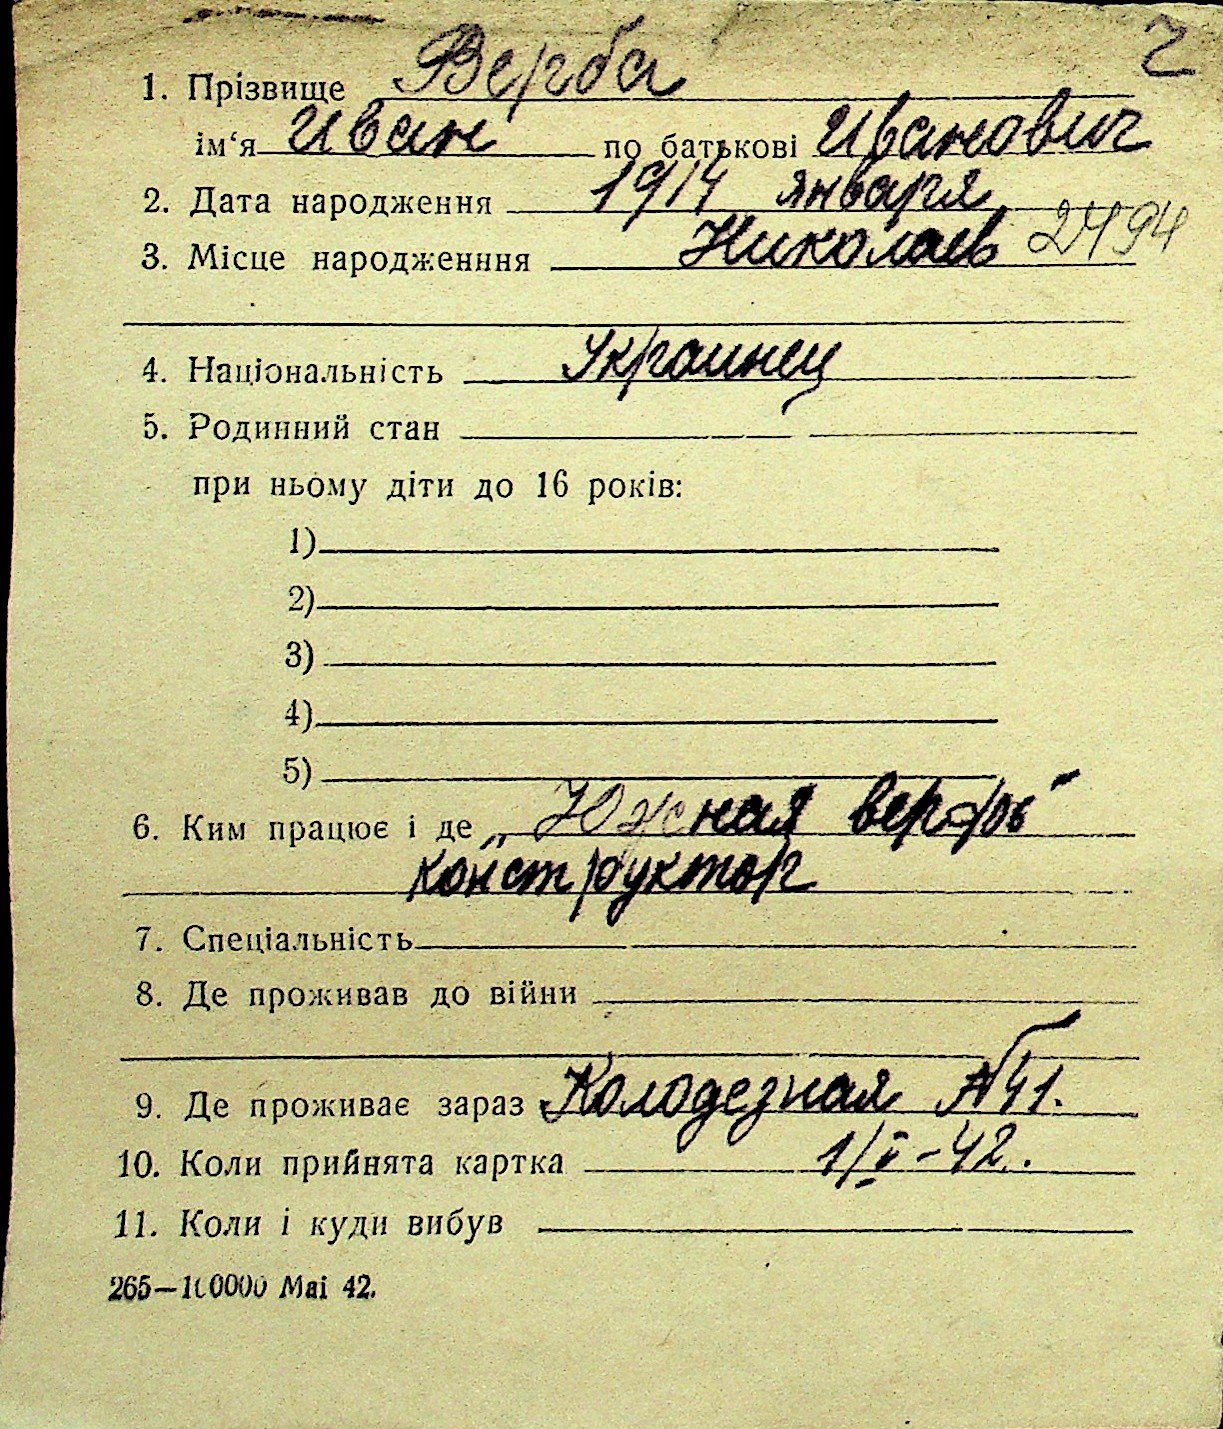 ч
1. Прізвище Верба
ім‘я Иван по батькові Иванович
2. Дата народження 1914 января
3. Місце народженння Николаев 2494
4. Національність Украинец
5. Родинний стан
при ньому діти до 16 років:
1)
2)
3)
4)
5)
6. Ким працює і де „Южная верфь“
конструктор
7. Спеціальність
8. Де проживав до війни
9. Де проживає зараз Колодезная №41.
10. Коли прийнята картка 1/V-42.
11. Коли і куди вибув
265—100000 Mai 42.